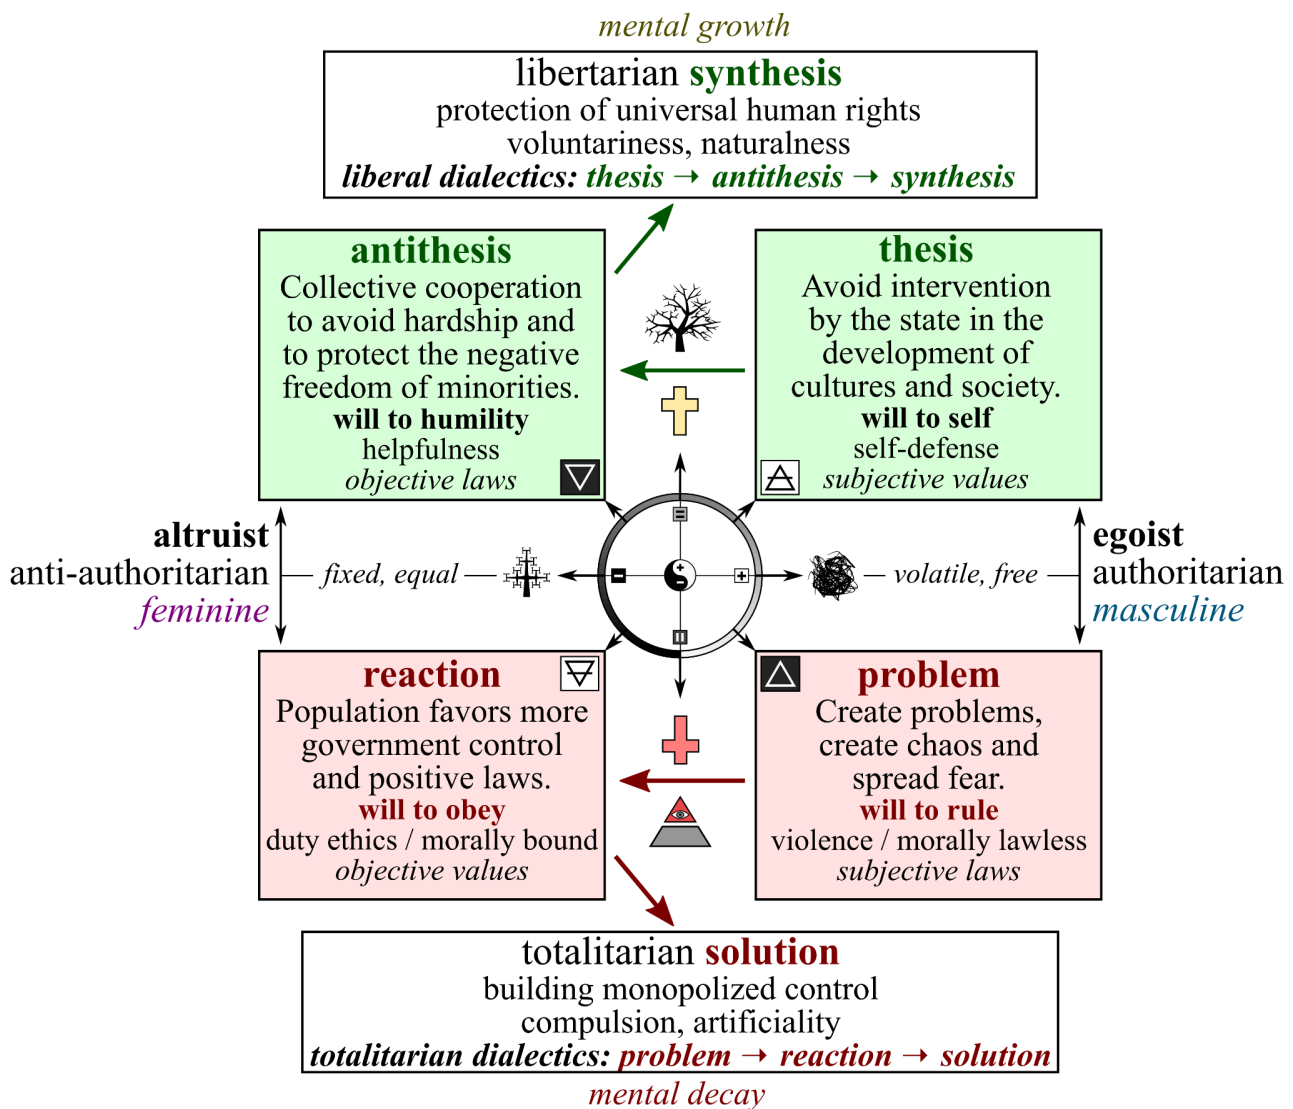 mental growth
libertarian synthesis
protection of universal human rights
voluntariness, naturalness
liberal dialectics: thesis → antithesis → synthesis
antithesis
Collective cooperation
to avoid hardship and
to protect the negative
freedom of minorities.
will to humility
helpfulness
objective laws
thesis
Avoid intervention
by the state in the
development of
cultures and society.
will to self
self-defense
subjective values
altruist
anti-authoritarian
feminine
fixed, equal
volatile, free
egoist
authoritarian
masculine
reaction
Population favors more
government control
and positive laws.
will to obey
duty ethics / morally bound
objective values
problem
Create problems,
create chaos and
spread fear.
will to rule
violence / morally lawless
subjective laws
totalitarian solution
building monopolized control
compulsion, artificiality
totalitarian dialectics: problem → reaction → solution
mental decay